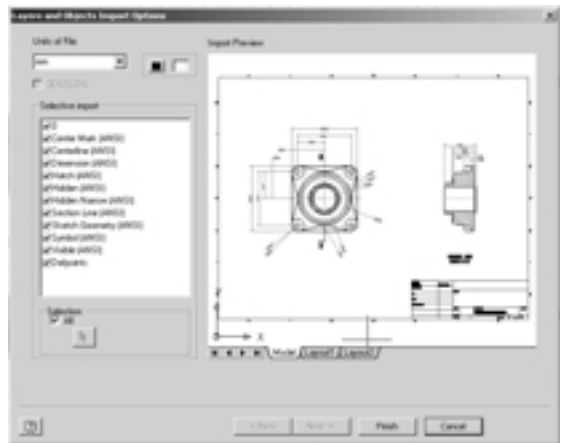 Layers and Objects Import Options
Units of File
mm
Import Preview
Selective import
0
Center Mark (ANSI)
Centerline (ANSI)
Dimension (ANSI)
Hatch (ANSI)
Hidden (ANSI)
Hidden Narrow (ANSI)
Section Line (ANSI)
Sketch Geometry (ANSI)
Symbol (ANSI)
Visible (ANSI)
Defpoints
Selection
All
X
Model Layout1 Layout2
< Back Next > Finish Cancel